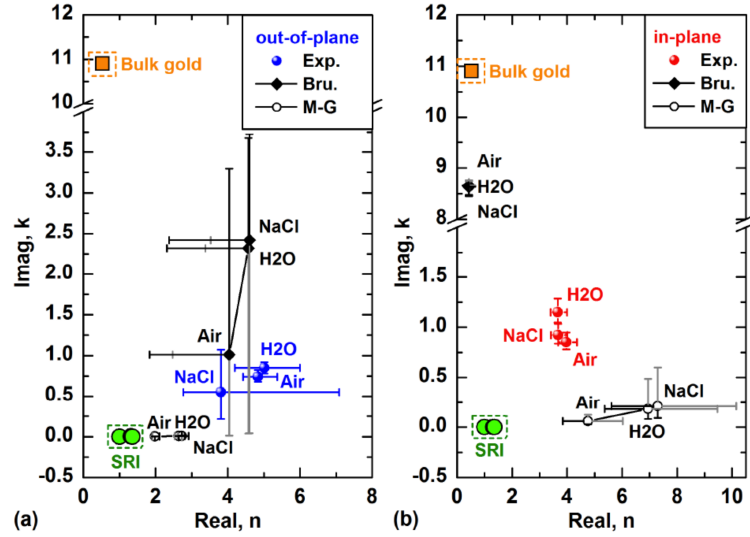 11
10
3.5
3.0
2.5
2.0
1.5
1.0
0.5
0.0
-0.5
Imag, k
Bulk gold
out-of-plane
Exp.
Bru.
M-G
NaCl
H2O
Air
H2O
NaCl
Air
Air
H2O
NaCl
SRI
0
2
4
6
8
(a)
Real, n
12
11
10
9
8
1.5
1.0
0.5
0.0
-0.5
Imag, k
in-plane
Exp.
Bru.
M-G
Bulk gold
Air
H2O
NaCl
H2O
NaCl
Air
NaCl
Air
H2O
SRI
0
2
4
6
8
10
(b)
Real, n